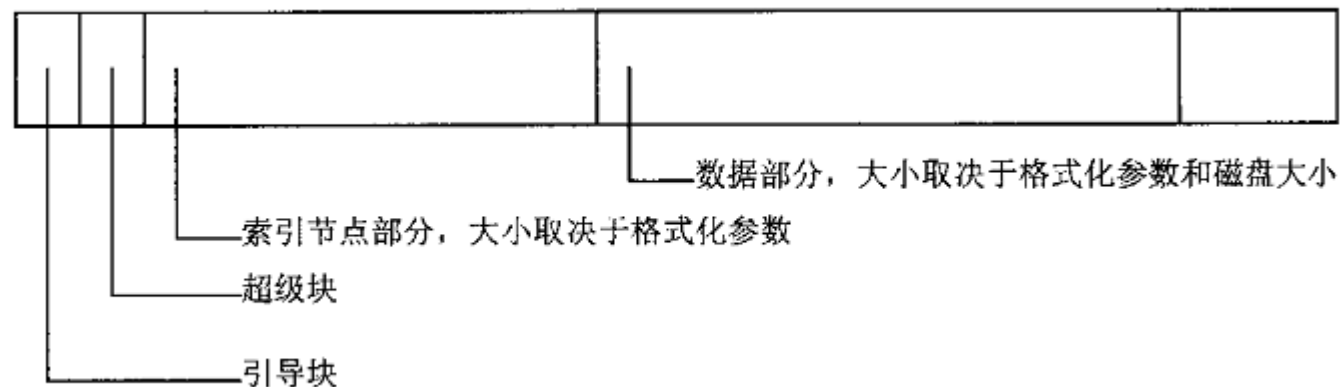 数据部分，大小取决于格式化参数和磁盘大小
索引节点部分，大小取决于格式化参数
超级块
引导块